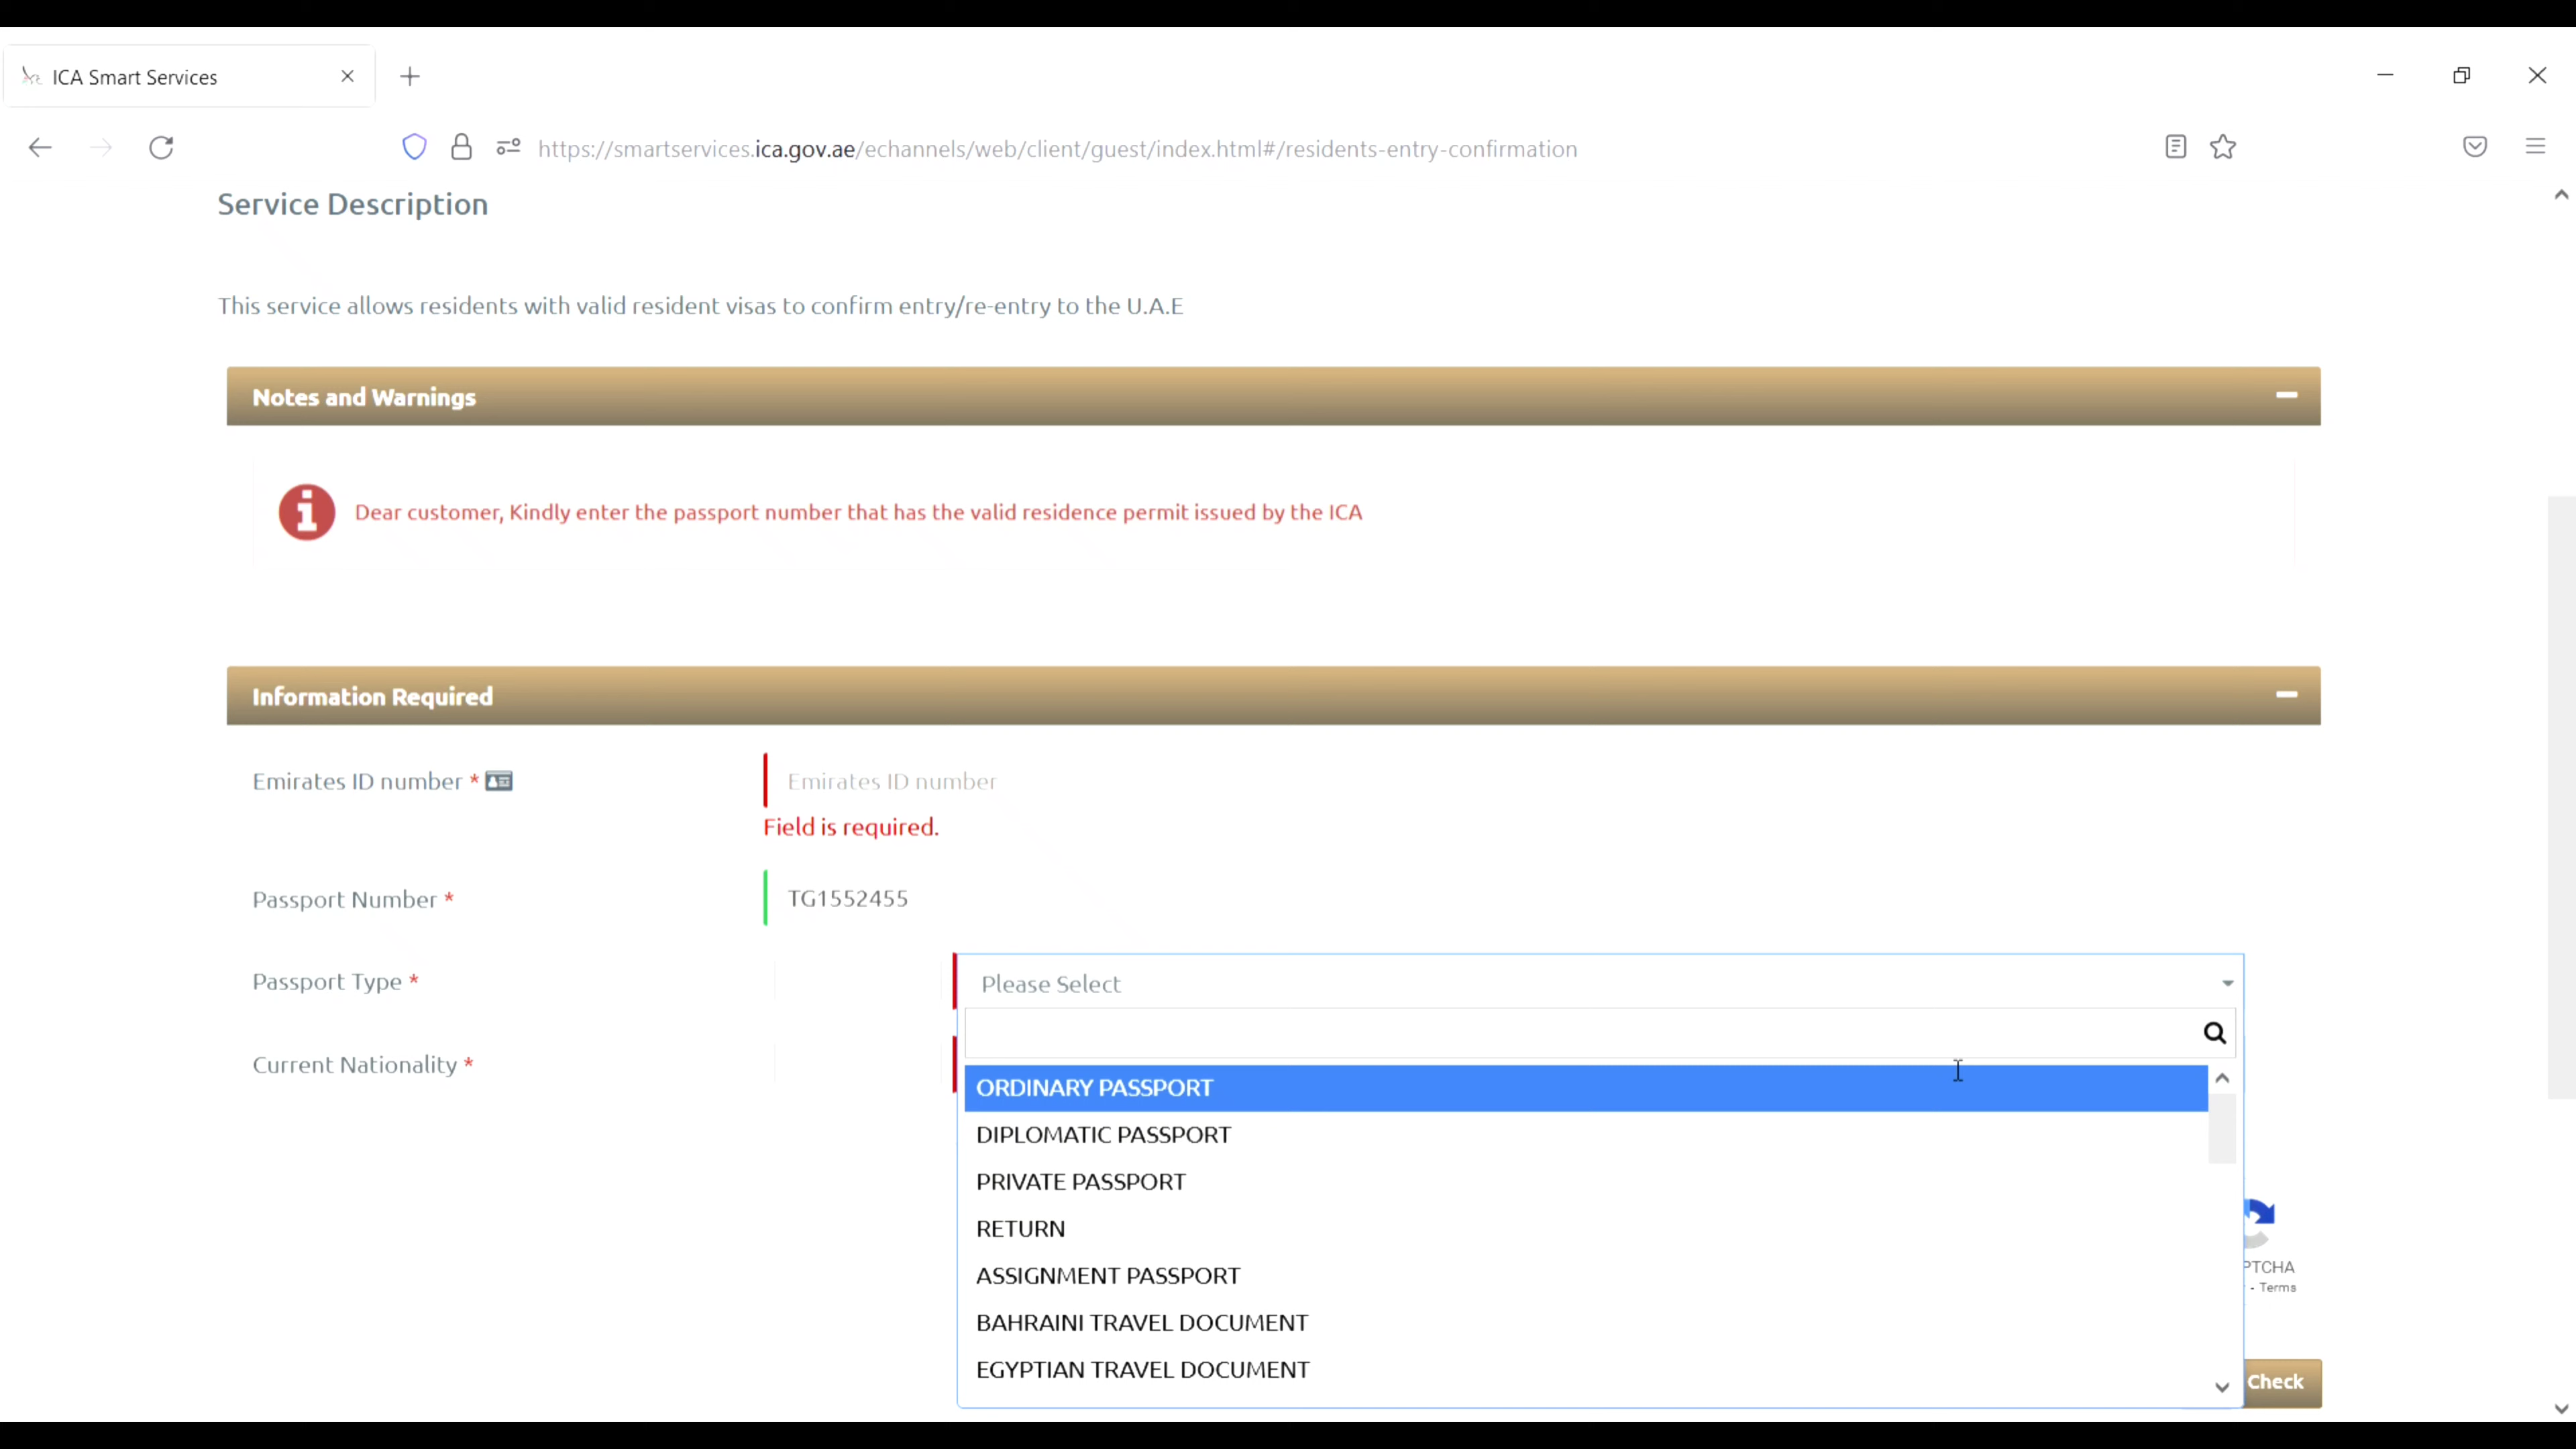 ICA Smart Services
https://smartservices.ica.gov.ae/echannels/web/client/guest/index.html#/residents-entry-confirmation
Service Description
This service allows residents with valid resident visas to confirm entry/re-entry to the U.A.E
Notes and Warnings
Dear customer, Kindly enter the passport number that has the valid residence permit issued by the ICA
Information Required
Emirates ID number *
Emirates ID number
Field is required.
Passport Number *
TG1552455
Passport Type *
Please Select
Current Nationality *
ORDINARY PASSPORT
DIPLOMATIC PASSPORT
PRIVATE PASSPORT
RETURN
ASSIGNMENT PASSPORT
BAHRAINI TRAVEL DOCUMENT
EGYPTIAN TRAVEL DOCUMENT
PTCHA
- Terms
Check